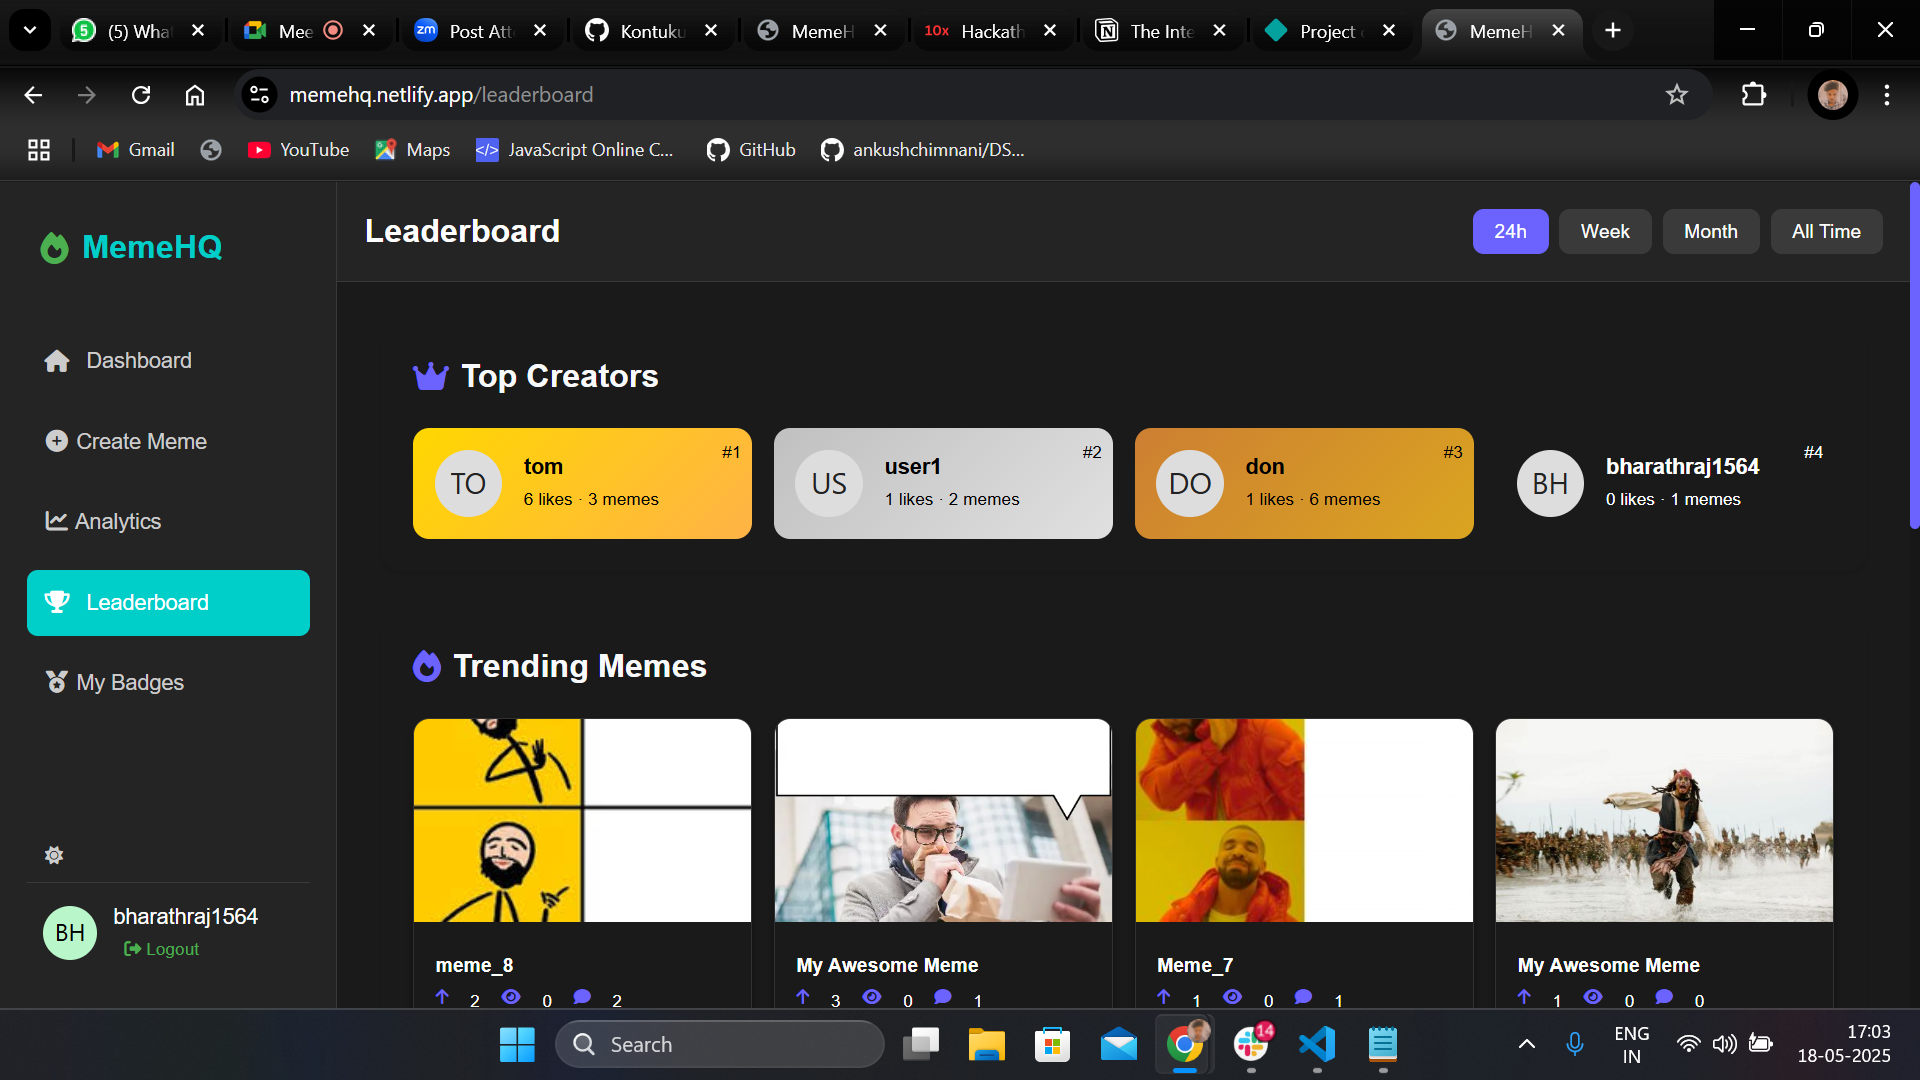 (5) Wha
Mee
zm
Post Att
Kontuku
MemeH
10x
Hackath
The Inte
Project
MemeH
memehq.netlify.app/leaderboard
Gmail
YouTube
Maps
</>
JavaScript Online C...
GitHub
ankushchimnani/DS...
MemeHQ
Dashboard
Create Meme
Analytics
Leaderboard
My Badges
BH
bharathraj1564
Logout
Leaderboard
24h
Week
Month
All Time
Top Creators
TO
tom
6 likes · 3 memes
#1
US
user1
1 likes · 2 memes
#2
DO
don
1 likes · 6 memes
#3
BH
bharathraj1564
0 likes · 1 memes
#4
Trending Memes
meme_8
2 0 2
My Awesome Meme
3 0 1
Meme_7
1 0 1
My Awesome Meme
1 0 0
Search
14
ENG
IN
17:03
18-05-2025